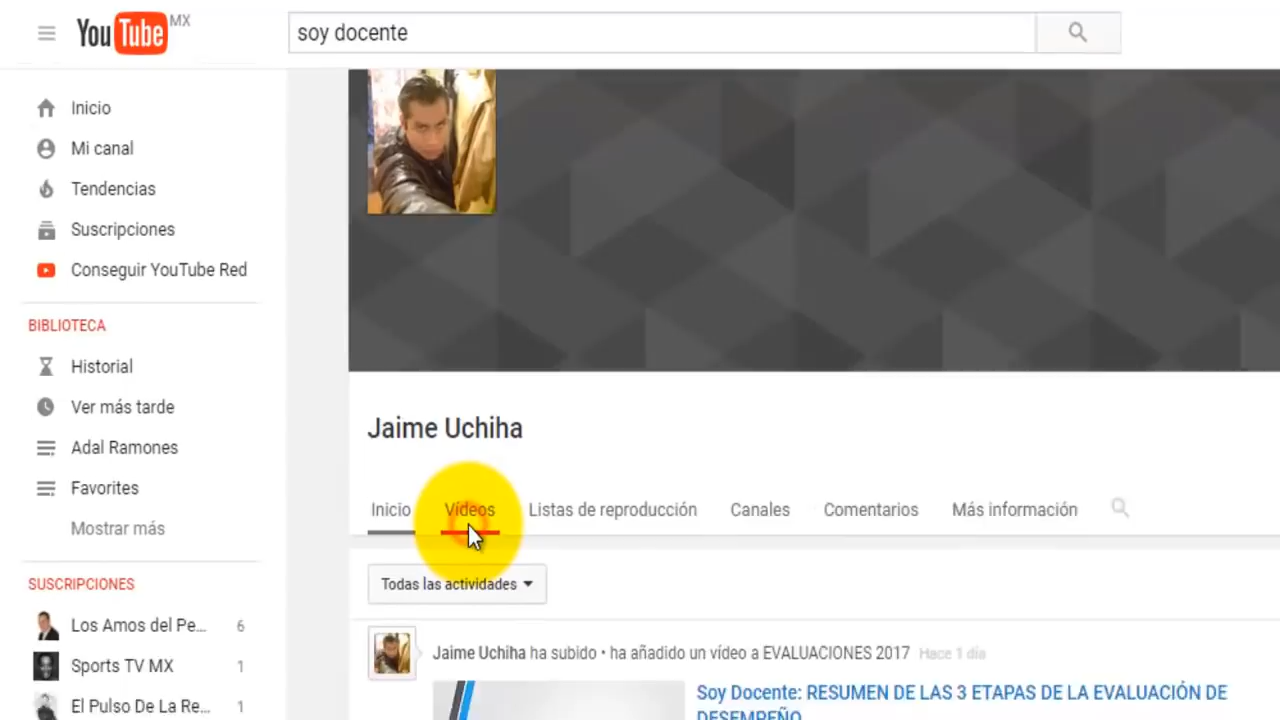 YouTube MX
soy docente
Inicio
Mi canal
Tendencias
Suscripciones
Conseguir YouTube Red
BIBLIOTECA
Historial
Ver más tarde
Adal Ramones
Favorites
Mostrar más
SUSCRIPCIONES
Los Amos del Pe... 6
Sports TV MX 1
El Pulso De La Re... 1
Jaime Uchiha
Inicio Vídeos Listas de reproducción Canales Comentarios Más información
Todas las actividades
Jaime Uchiha ha subido • ha añadido un vídeo a EVALUACIONES 2017 Hace 1 día
Soy Docente: RESUMEN DE LAS 3 ETAPAS DE LA EVALUACIÓN DE
DESEMPEÑO